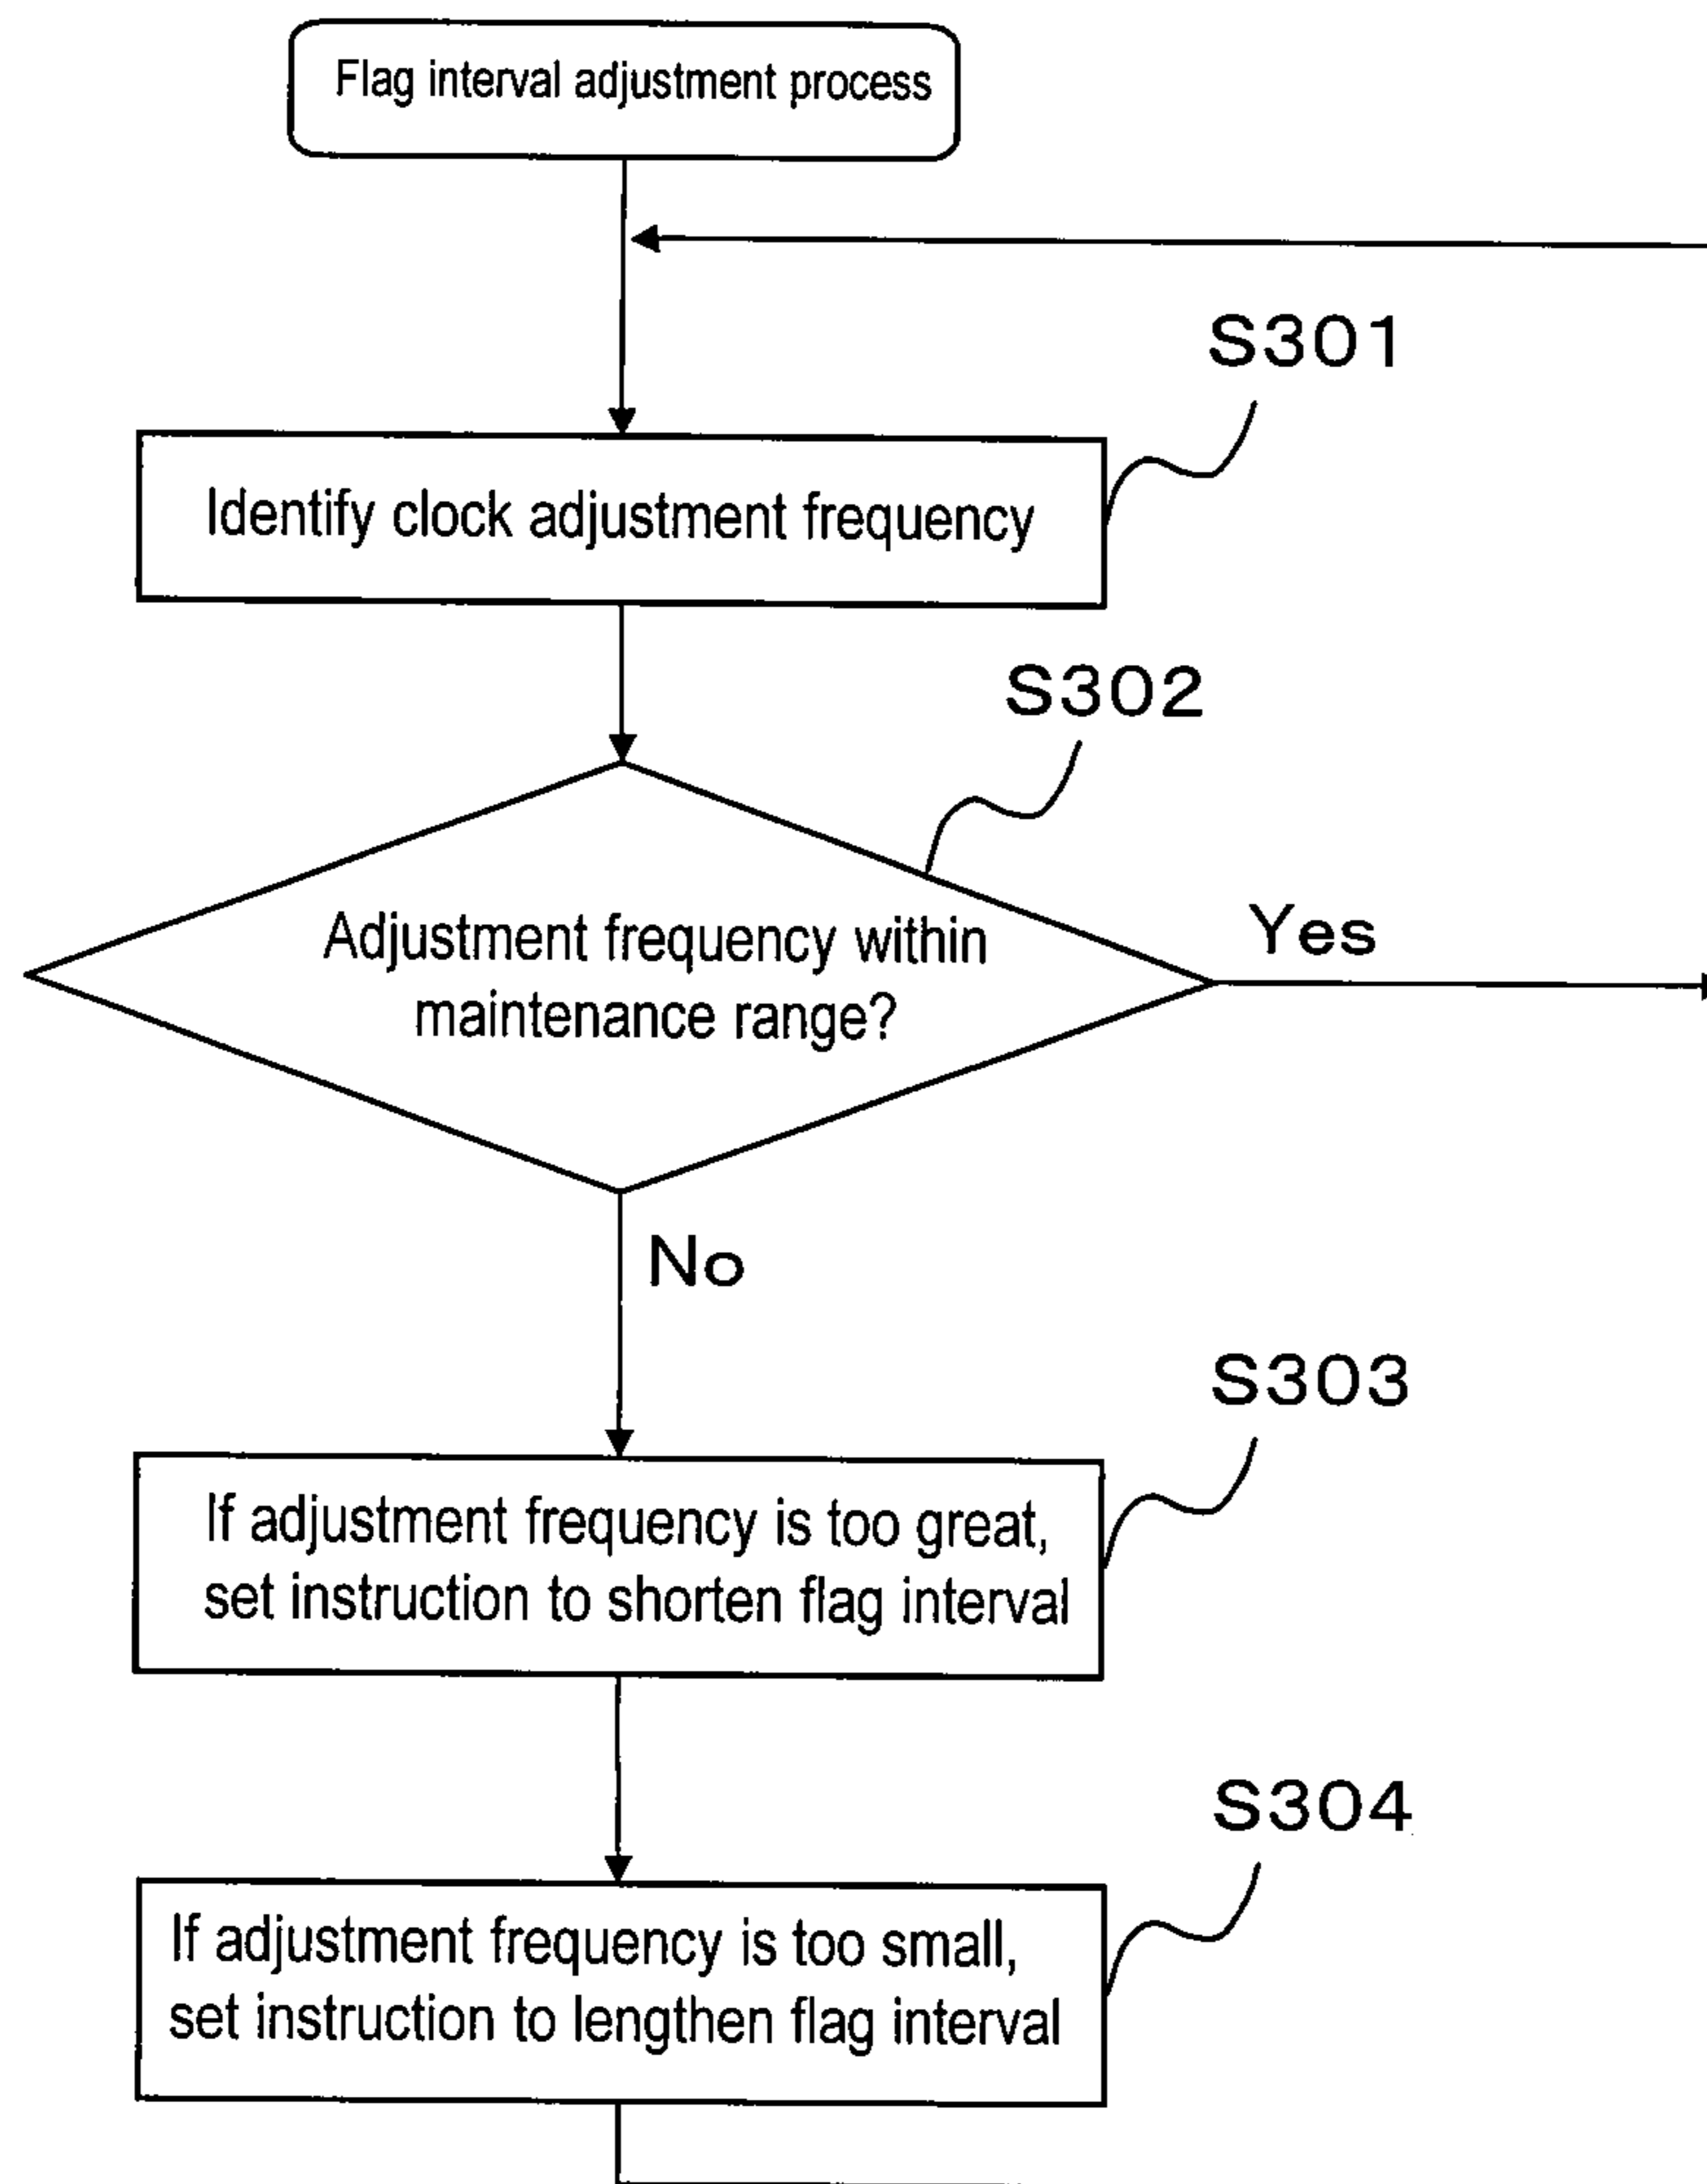 Flag interval adjustment process
S301
Identify clock adjustment frequency
S302
Adjustment frequency within
maintenance range?
Yes
No
S303
If adjustment frequency is too great,
set instruction to shorten flag interval
S304
If adjustment frequency is too small,
set instruction to lengthen flag interval